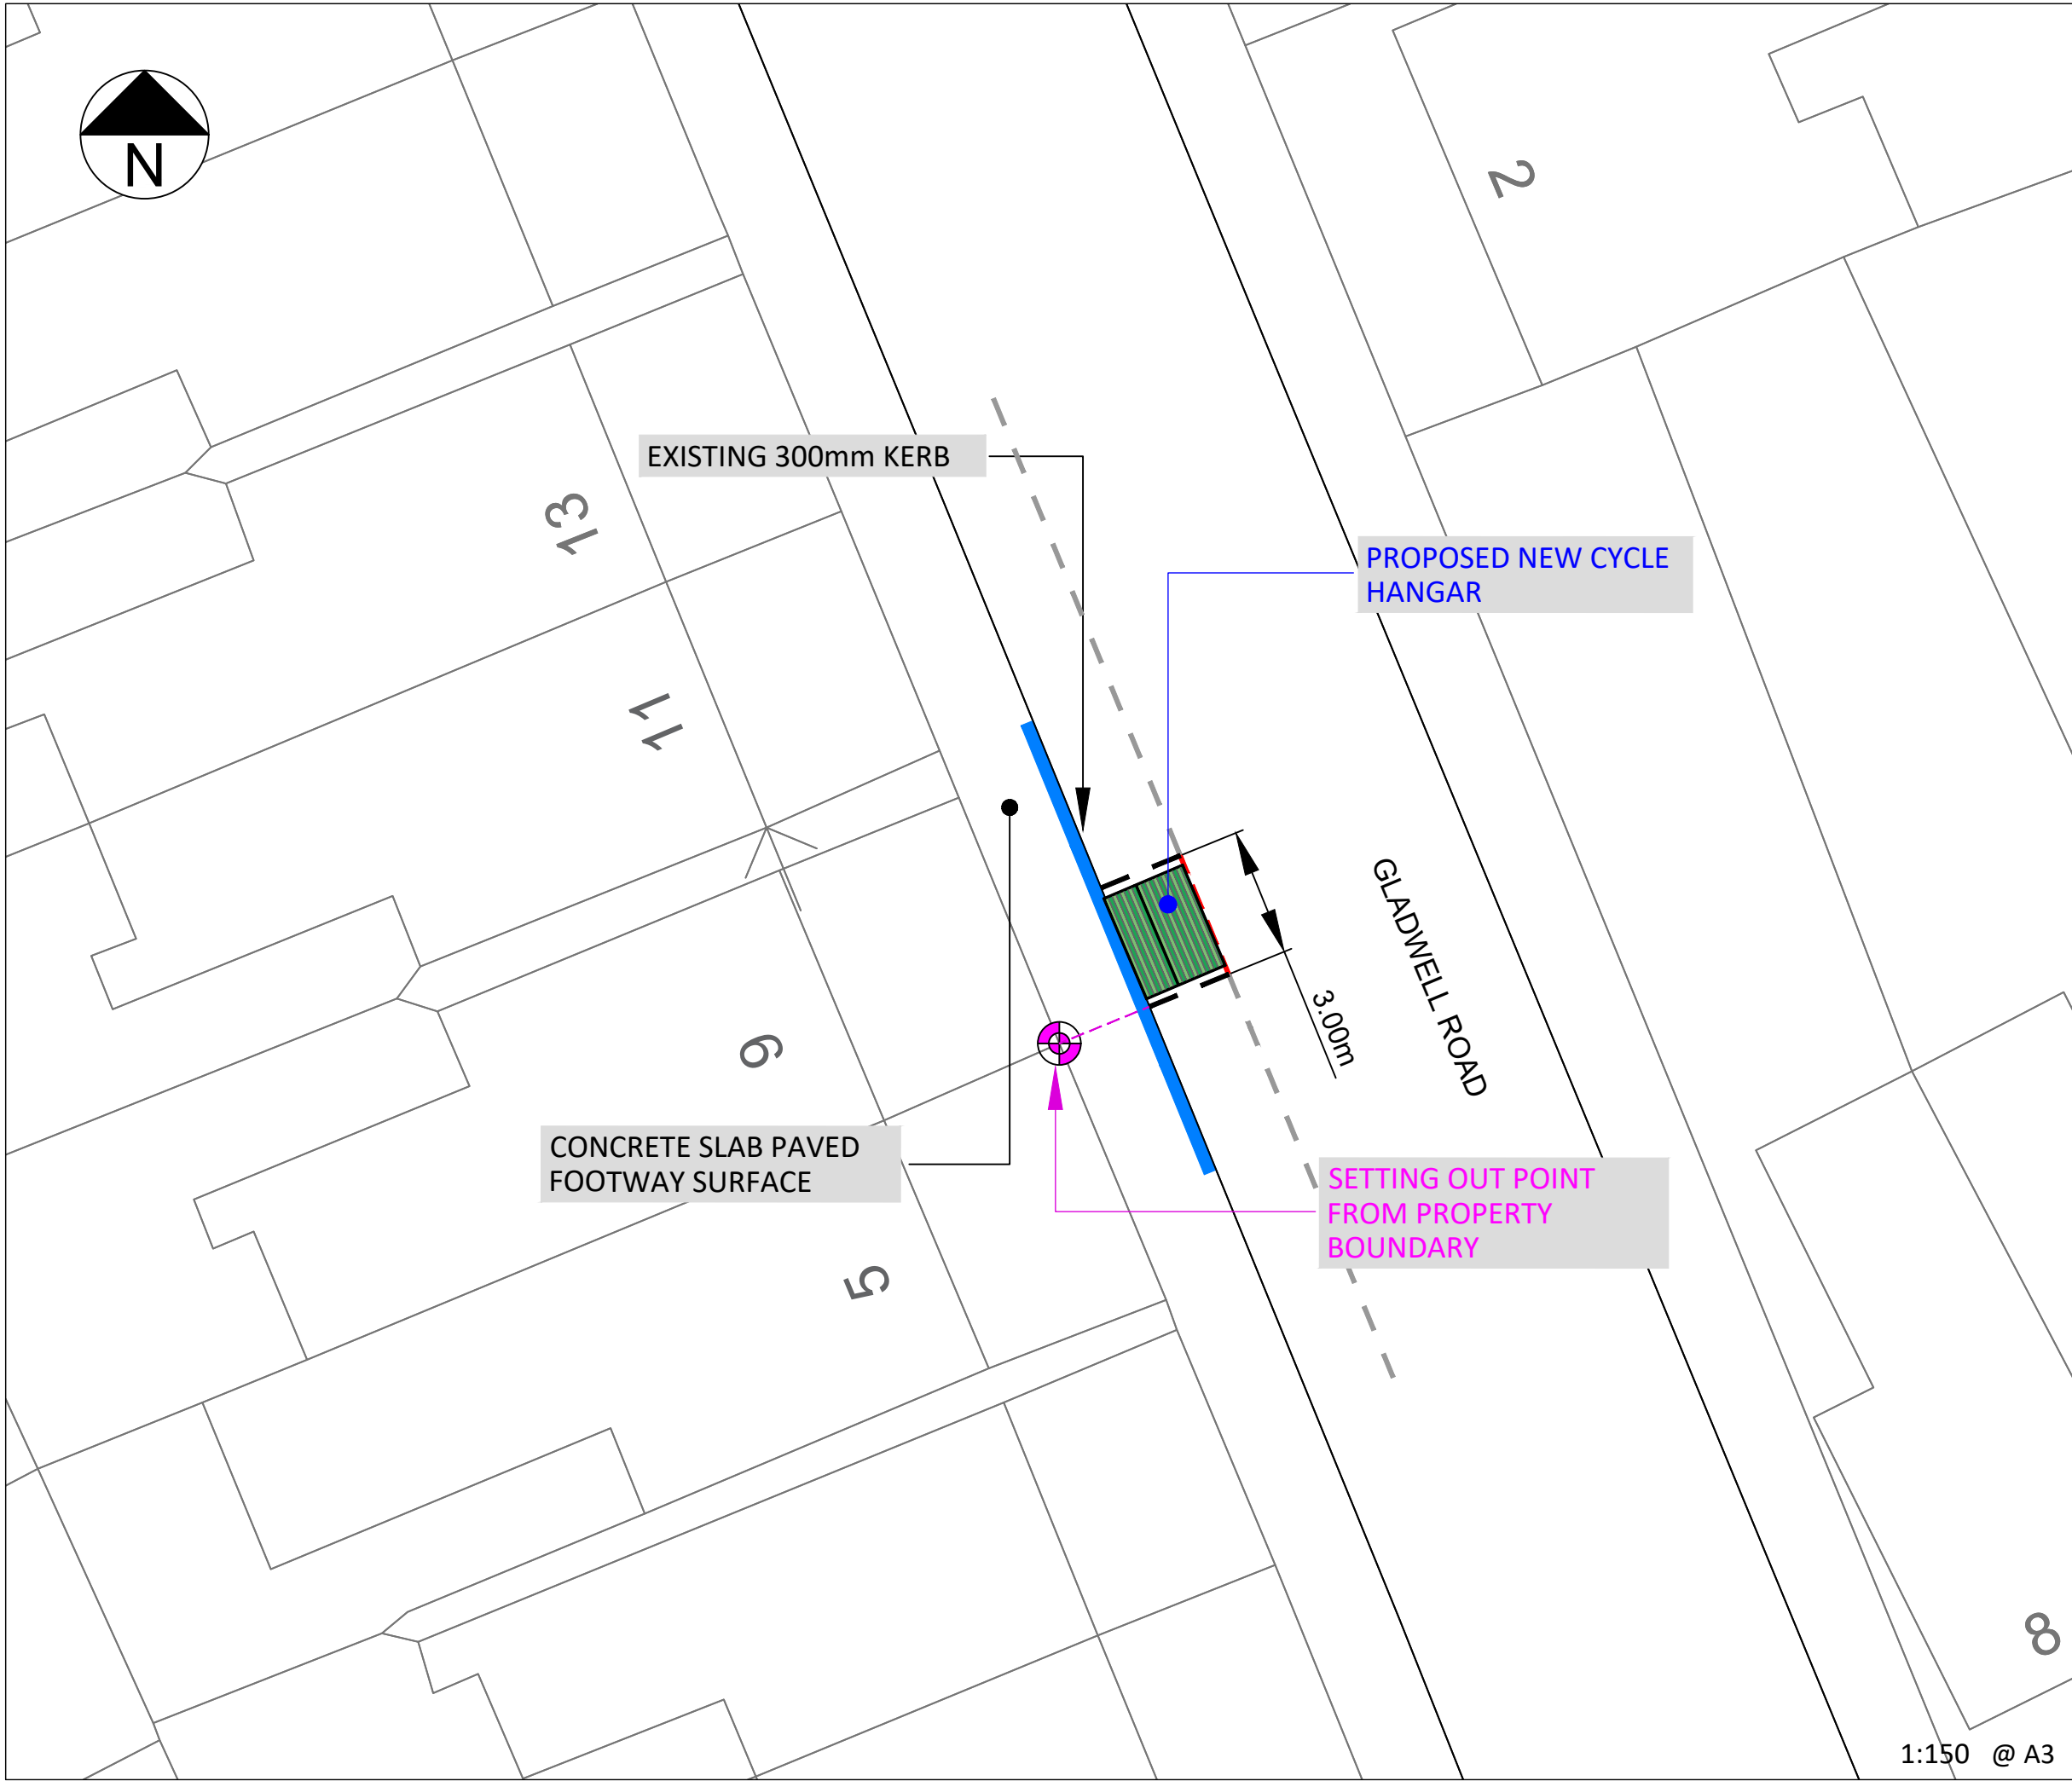 N
2
EXISTING 300mm KERB
13
PROPOSED NEW CYCLE
HANGAR
11
GLADWELL ROAD
3.00m
9
CONCRETE SLAB PAVED
FOOTWAY SURFACE
SETTING OUT POINT
FROM PROPERTY
BOUNDARY
5
8
1:150 @ A3